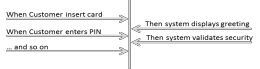 When Customer insert card
Then system displays greeting
When Customer enters PIN
Then system validates security
... and so on